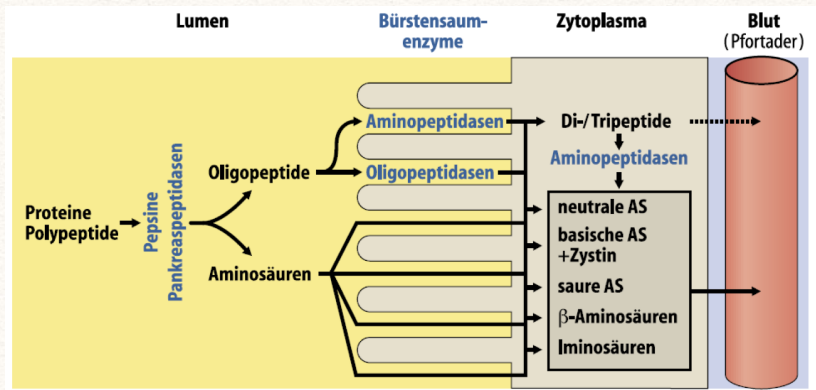 Lumen
Bürstensaum-
enzyme
Zytoplasma
Blut
(Pfortader)
Proteine
Polypeptide
Pepsine
Pankreaspeptidasen
Oligopeptide
Aminosäuren
Aminopeptidasen
Oligopeptidasen
Di-/Tripeptide
Aminopeptidasen
neutrale AS
basische AS
+Zystin
saure AS
β-Aminosäuren
Iminosäuren